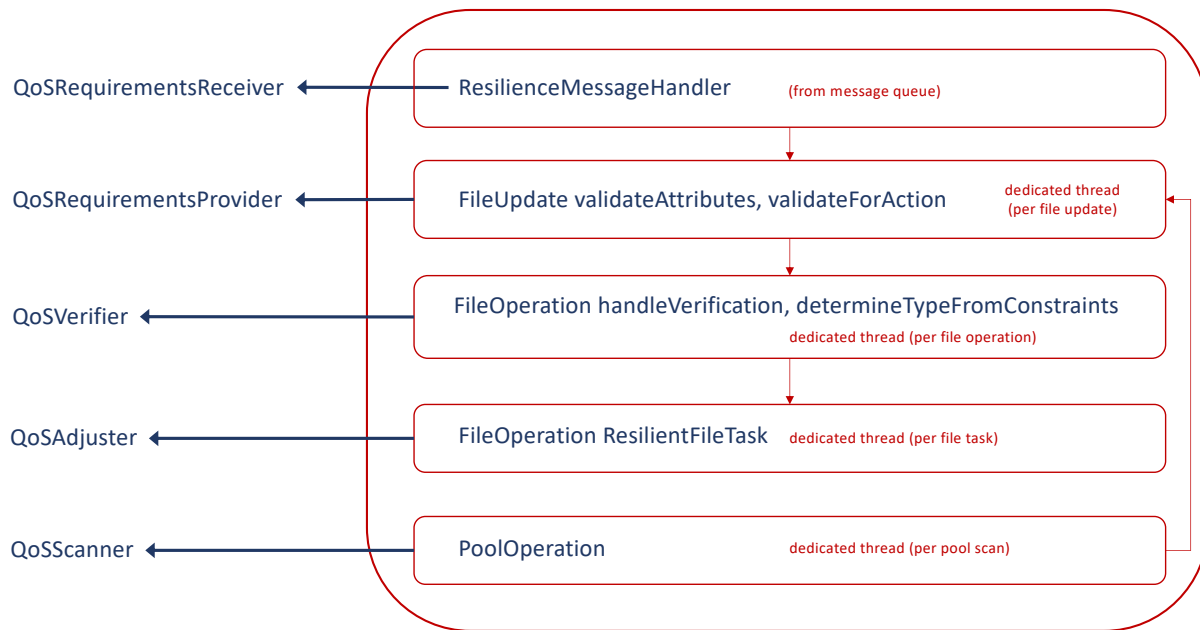 QoSRequirementsReceiver
ResilienceMessageHandler
(from message queue)
QoSRequirementsProvider
FileUpdate validateAttributes, validateForAction
dedicated thread
(per file update)
QoSVerifier
FileOperation handleVerification, determineTypeFromConstraints
dedicated thread (per file operation)
QoSAdjuster
FileOperation ResilientFileTask
dedicated thread (per file task)
QoSScanner
PoolOperation
dedicated thread (per pool scan)